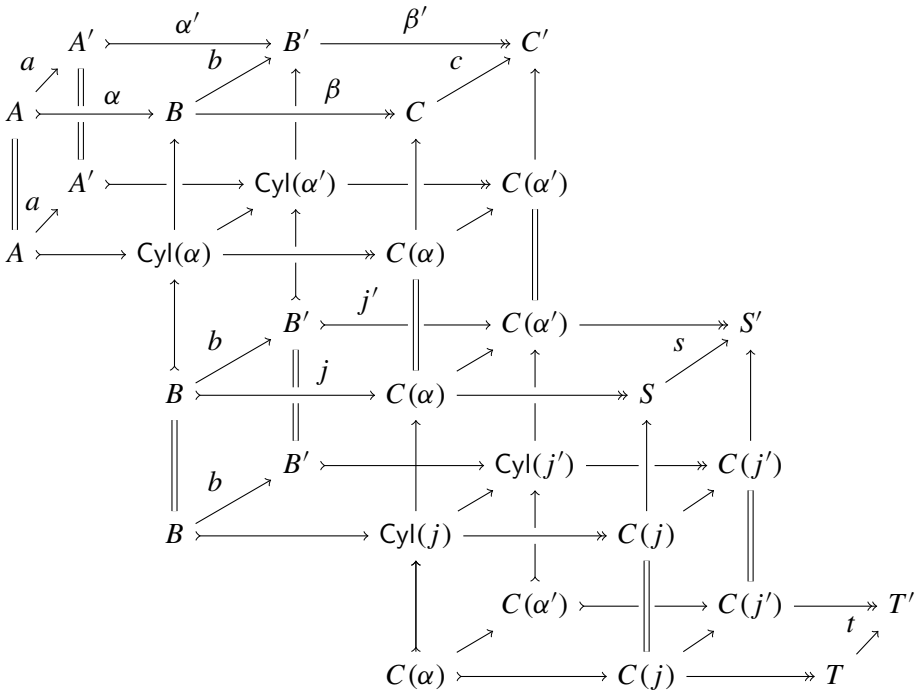 α′ β′
A′ B′ C′
a b c
α β
A B C
A′ Cyl(α′) C(α′)
a
A Cyl(α) C(α)
j′
B′ C(α′) S′
b j s
B C(α) S
B′ Cyl(j′) C(j′)
b
B Cyl(j) C(j)
C(α′) C(j′) T′
t
C(α) C(j) T